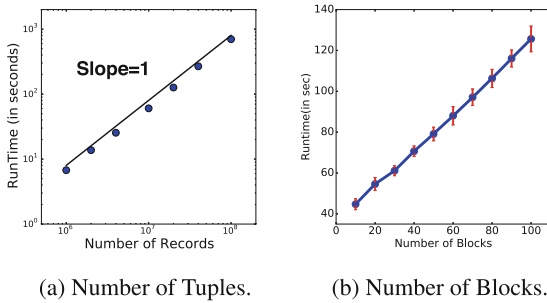 RunTime (in seconds)
10³
10²
10¹
10⁰
Slope=1
10⁶
10⁷
10⁸
Number of Records
(a) Number of Tuples.
Runtime(in sec)
140
120
100
80
60
40
0
20
40
60
80
100
Number of Blocks
(b) Number of Blocks.